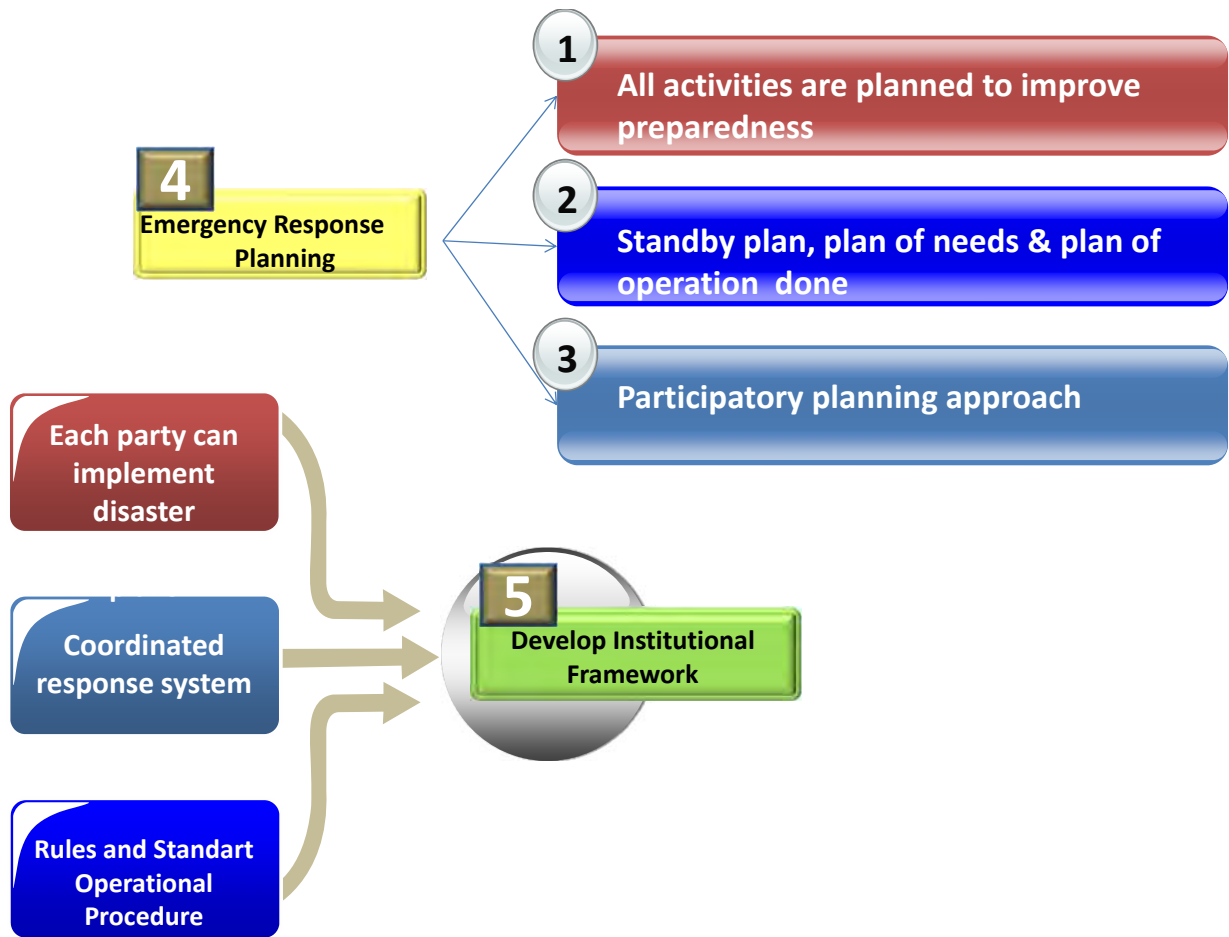 1
All activities are planned to improve
preparedness
4
Emergency Response
Planning
2
Standby plan, plan of needs & plan of
operation done
3
Participatory planning approach
Each party can
implement
disaster
5
Develop Institutional
Framework
Coordinated
response system
Rules and Standart
Operational
Procedure